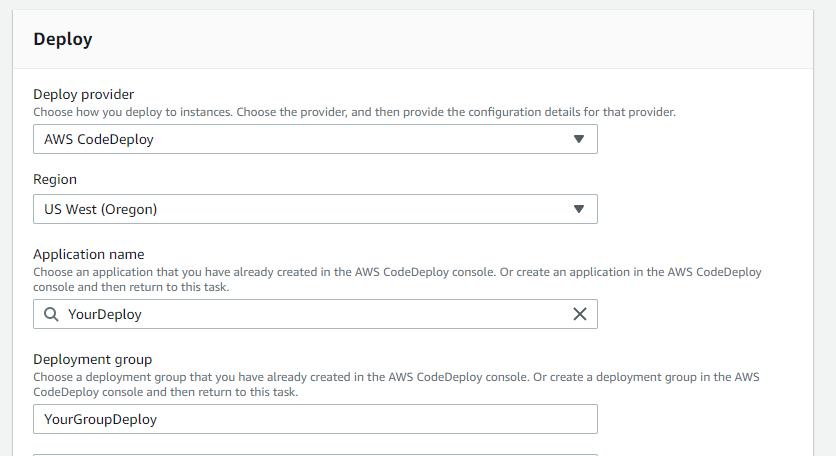 Deploy
Deploy provider
Choose how you deploy to instances. Choose the provider, and then provide the configuration details for that provider.
AWS CodeDeploy
Region
US West (Oregon)
Application name
Choose an application that you have already created in the AWS CodeDeploy console. Or create an application in the AWS CodeDeploy
console and then return to this task.
YourDeploy
Deployment group
Choose a deployment group that you have already created in the AWS CodeDeploy console. Or create a deployment group in the AWS
CodeDeploy console and then return to this task.
YourGroupDeploy